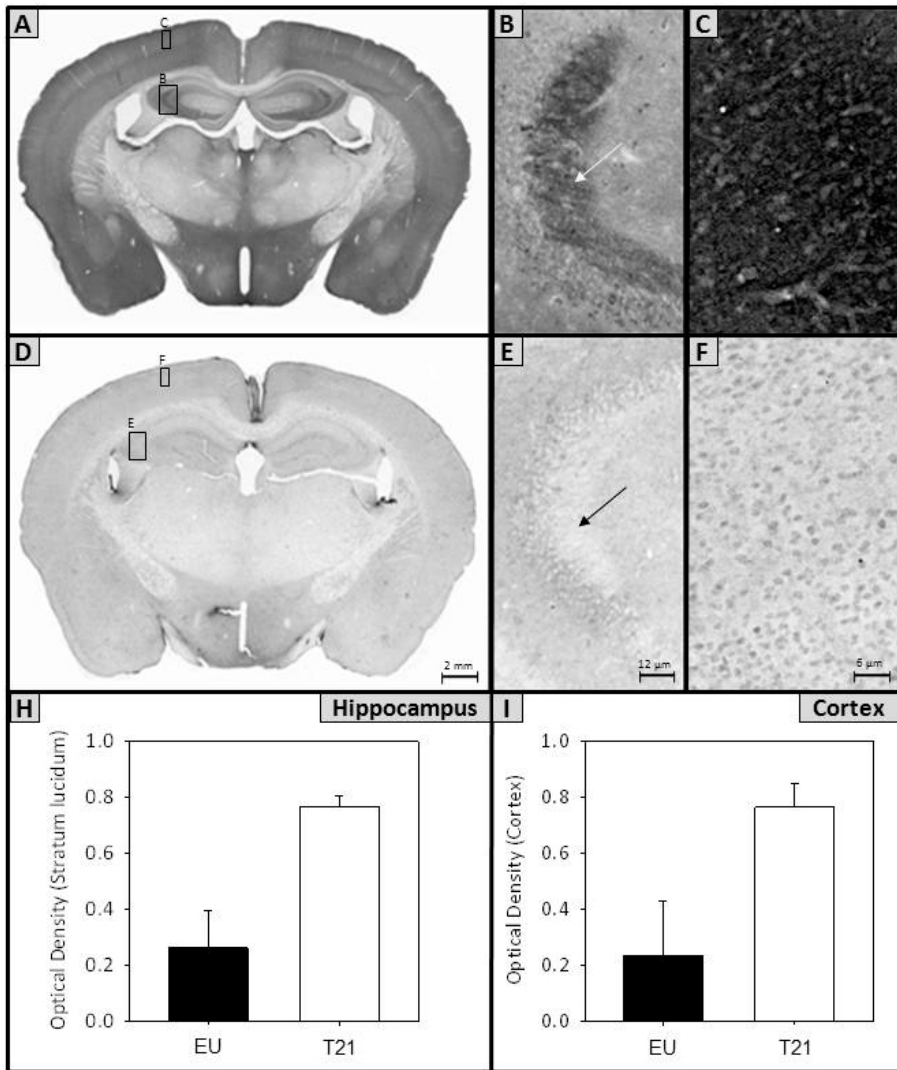 A
C
B
B
C
D
F
E
2 mm
E
12 µm
F
6 µm
H
Hippocampus
Optical Density (Stratum lucidum)
1.0
0.8
0.6
0.4
0.2
0.0
EU
T21
I
Cortex
Optical Density (Cortex)
1.0
0.8
0.6
0.4
0.2
0.0
EU
T21